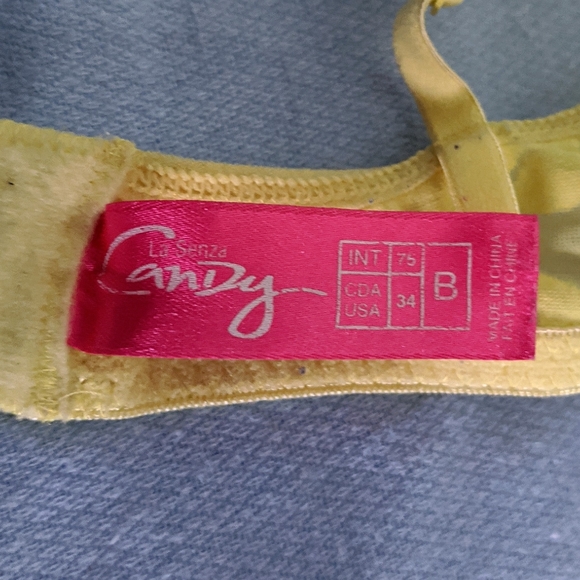 La Senza
Candy
INT 75
CDA USA 34
B
MADE IN CHINA
FAIT EN CHINE